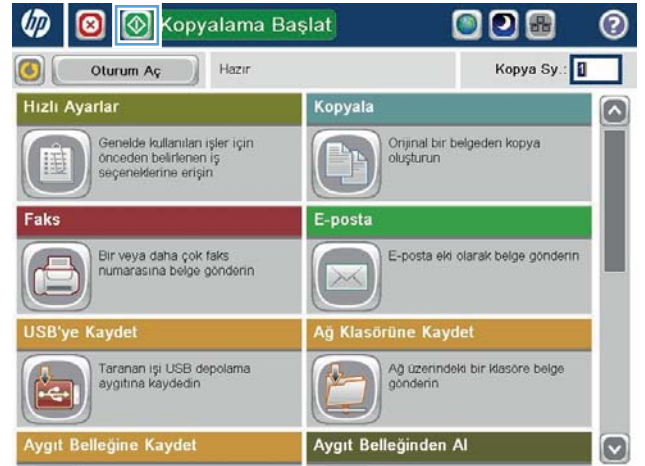 hp
Kopyalama Başlat
?
Oturum Aç
Hazır
Kopya Sy.: 1
Hızlı Ayarlar
Genelde kullanılan işler için
önceden belirlenen iş
seçeneklerine erişin
Kopyala
Orijinal bir belgeden kopya
oluşturun
Faks
Bir veya daha çok faks
numarasına belge gönderin
E-posta
E-posta eki olarak belge gönderin
USB'ye Kaydet
Taranan işi USB depolama
aygıtına kaydedin
Ağ Klasörüne Kaydet
Ağ üzerindeki bir klasöre belge
gönderin
Aygıt Belleğine Kaydet
Aygıt Belleğinden Al